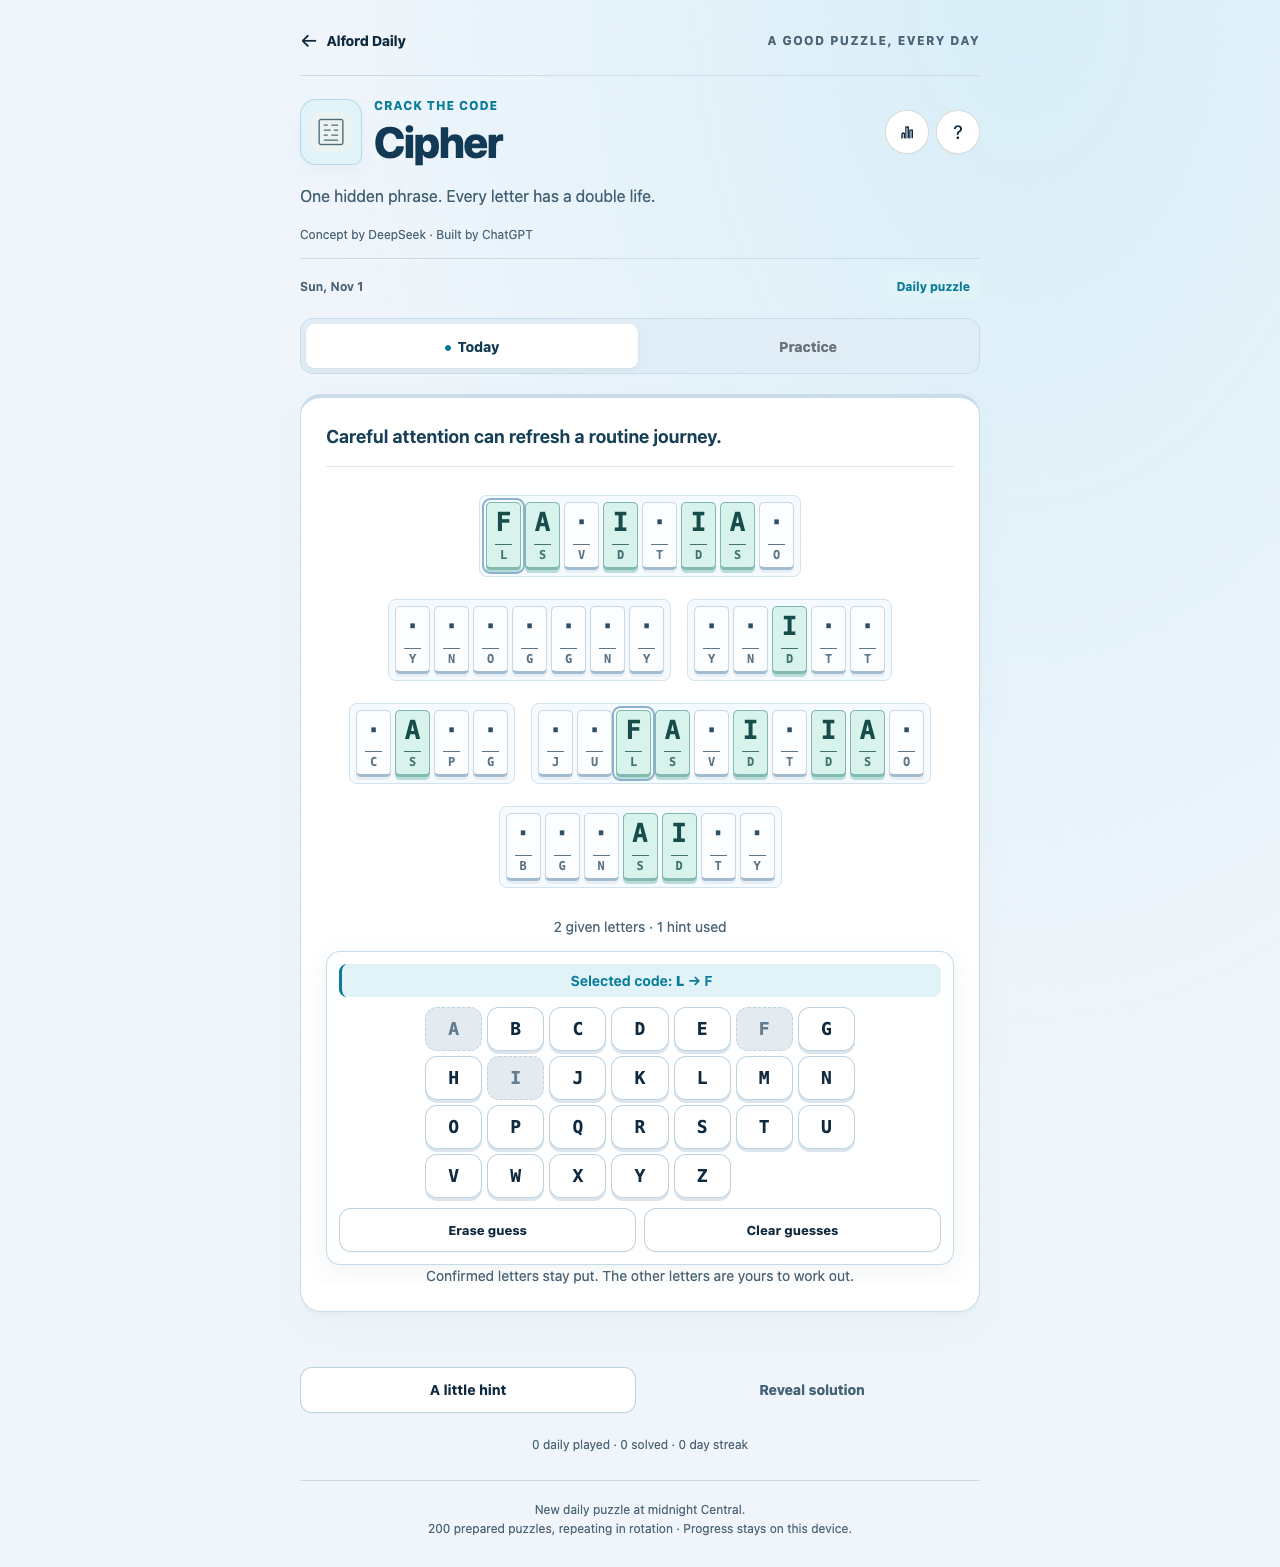 ← Alford Daily
A GOOD PUZZLE, EVERY DAY
CRACK THE CODE
Cipher
?
One hidden phrase. Every letter has a double life.
Concept by DeepSeek · Built by ChatGPT
Sun, Nov 1
Daily puzzle
• Today
Practice
Careful attention can refresh a routine journey.
F A · I · I A ·
L S V D T D S O
· · · · · · · · · I · ·
Y N O G G N Y Y N D T T
· A · · · · F A · I · I A ·
C S P G J U L S V D T D S O
· · · A I · ·
B G N S D T Y
2 given letters · 1 hint used
Selected code: L → F
A B C D E F G
H I J K L M N
O P Q R S T U
V W X Y Z
Erase guess
Clear guesses
Confirmed letters stay put. The other letters are yours to work out.
A little hint
Reveal solution
0 daily played · 0 solved · 0 day streak
New daily puzzle at midnight Central.
200 prepared puzzles, repeating in rotation · Progress stays on this device.